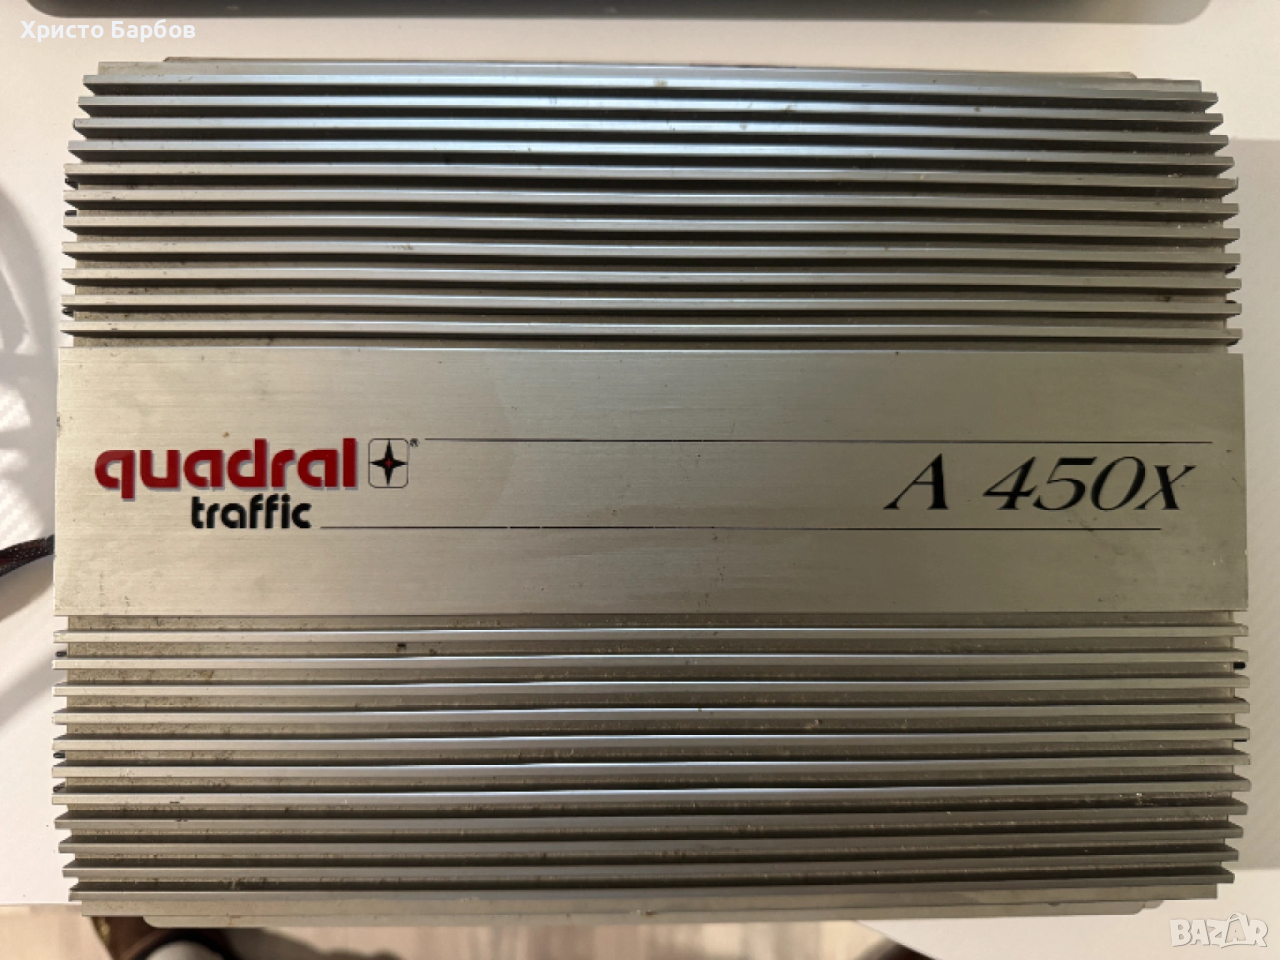 Христо Барбов
quadral®
traffic
A 450x
BAZAR